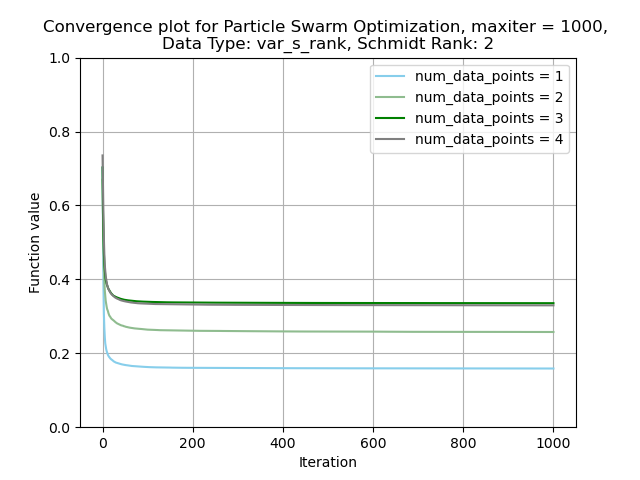 Convergence plot for Particle Swarm Optimization, maxiter = 1000,
Data Type: var_s_rank, Schmidt Rank: 2
num_data_points = 1
num_data_points = 2
num_data_points = 3
num_data_points = 4
Function value
1.0
0.8
0.6
0.4
0.2
0.0
0 200 400 600 800 1000
Iteration